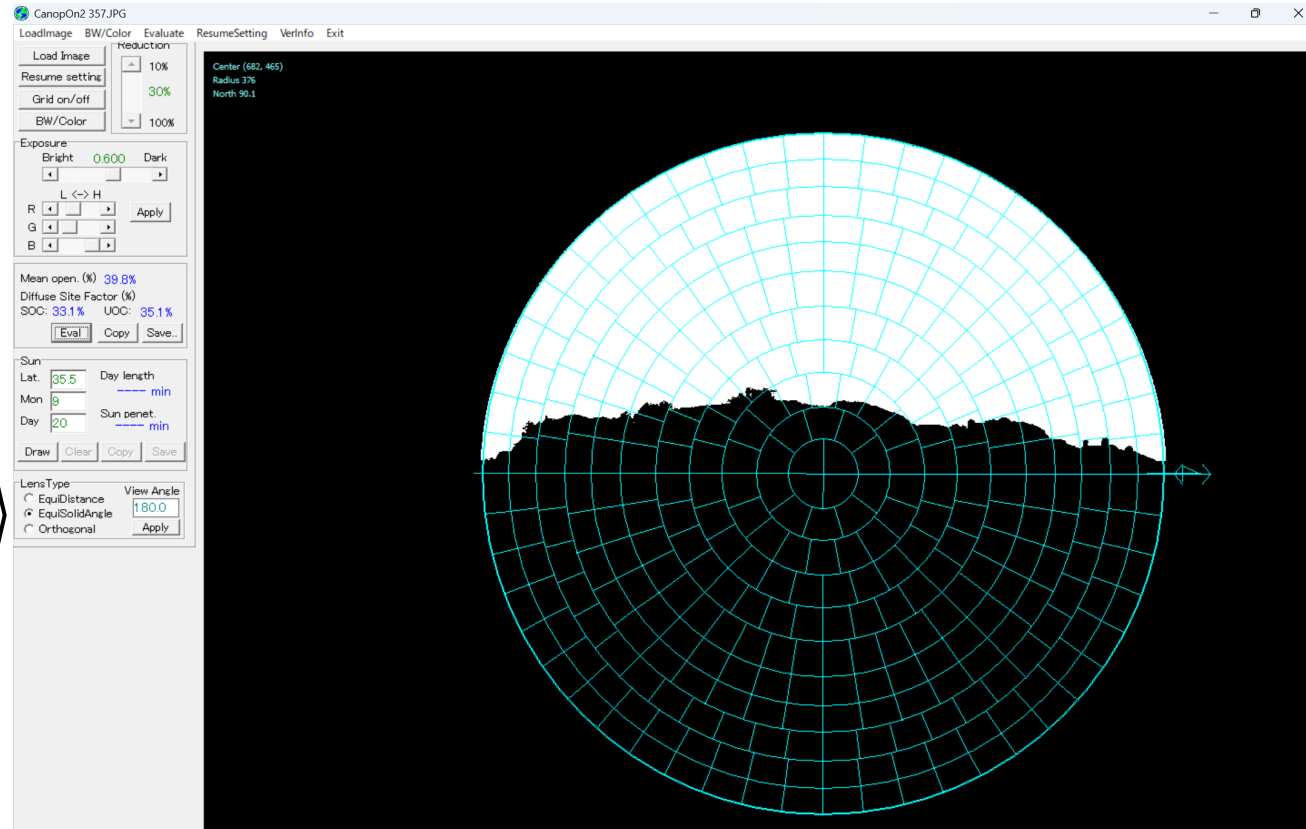 CanopOn2 357.JPG
LoadImage BW/Color Evaluate ResumeSetting VerInfo Exit
Load Image
Resume setting
Grid on/off
BW/Color
Reduction
10%
30%
100%
Exposure
Bright 0.600 Dark
L <-> H
R
G
B
Apply
Mean open. (%) 39.8%
Diffuse Site Factor (%)
SOC: 33.1% UOC: 35.1%
Eval Copy Save..
Sun
Lat. 35.5 Day length
---- min
Mon 9
Day 20 Sun penet.
---- min
Draw Clear Copy Save
LensType
EquiDistance
EquiSolidAngle
Orthogonal
View Angle
180.0
Apply
Center (682, 465)
Radius 376
North 90.1